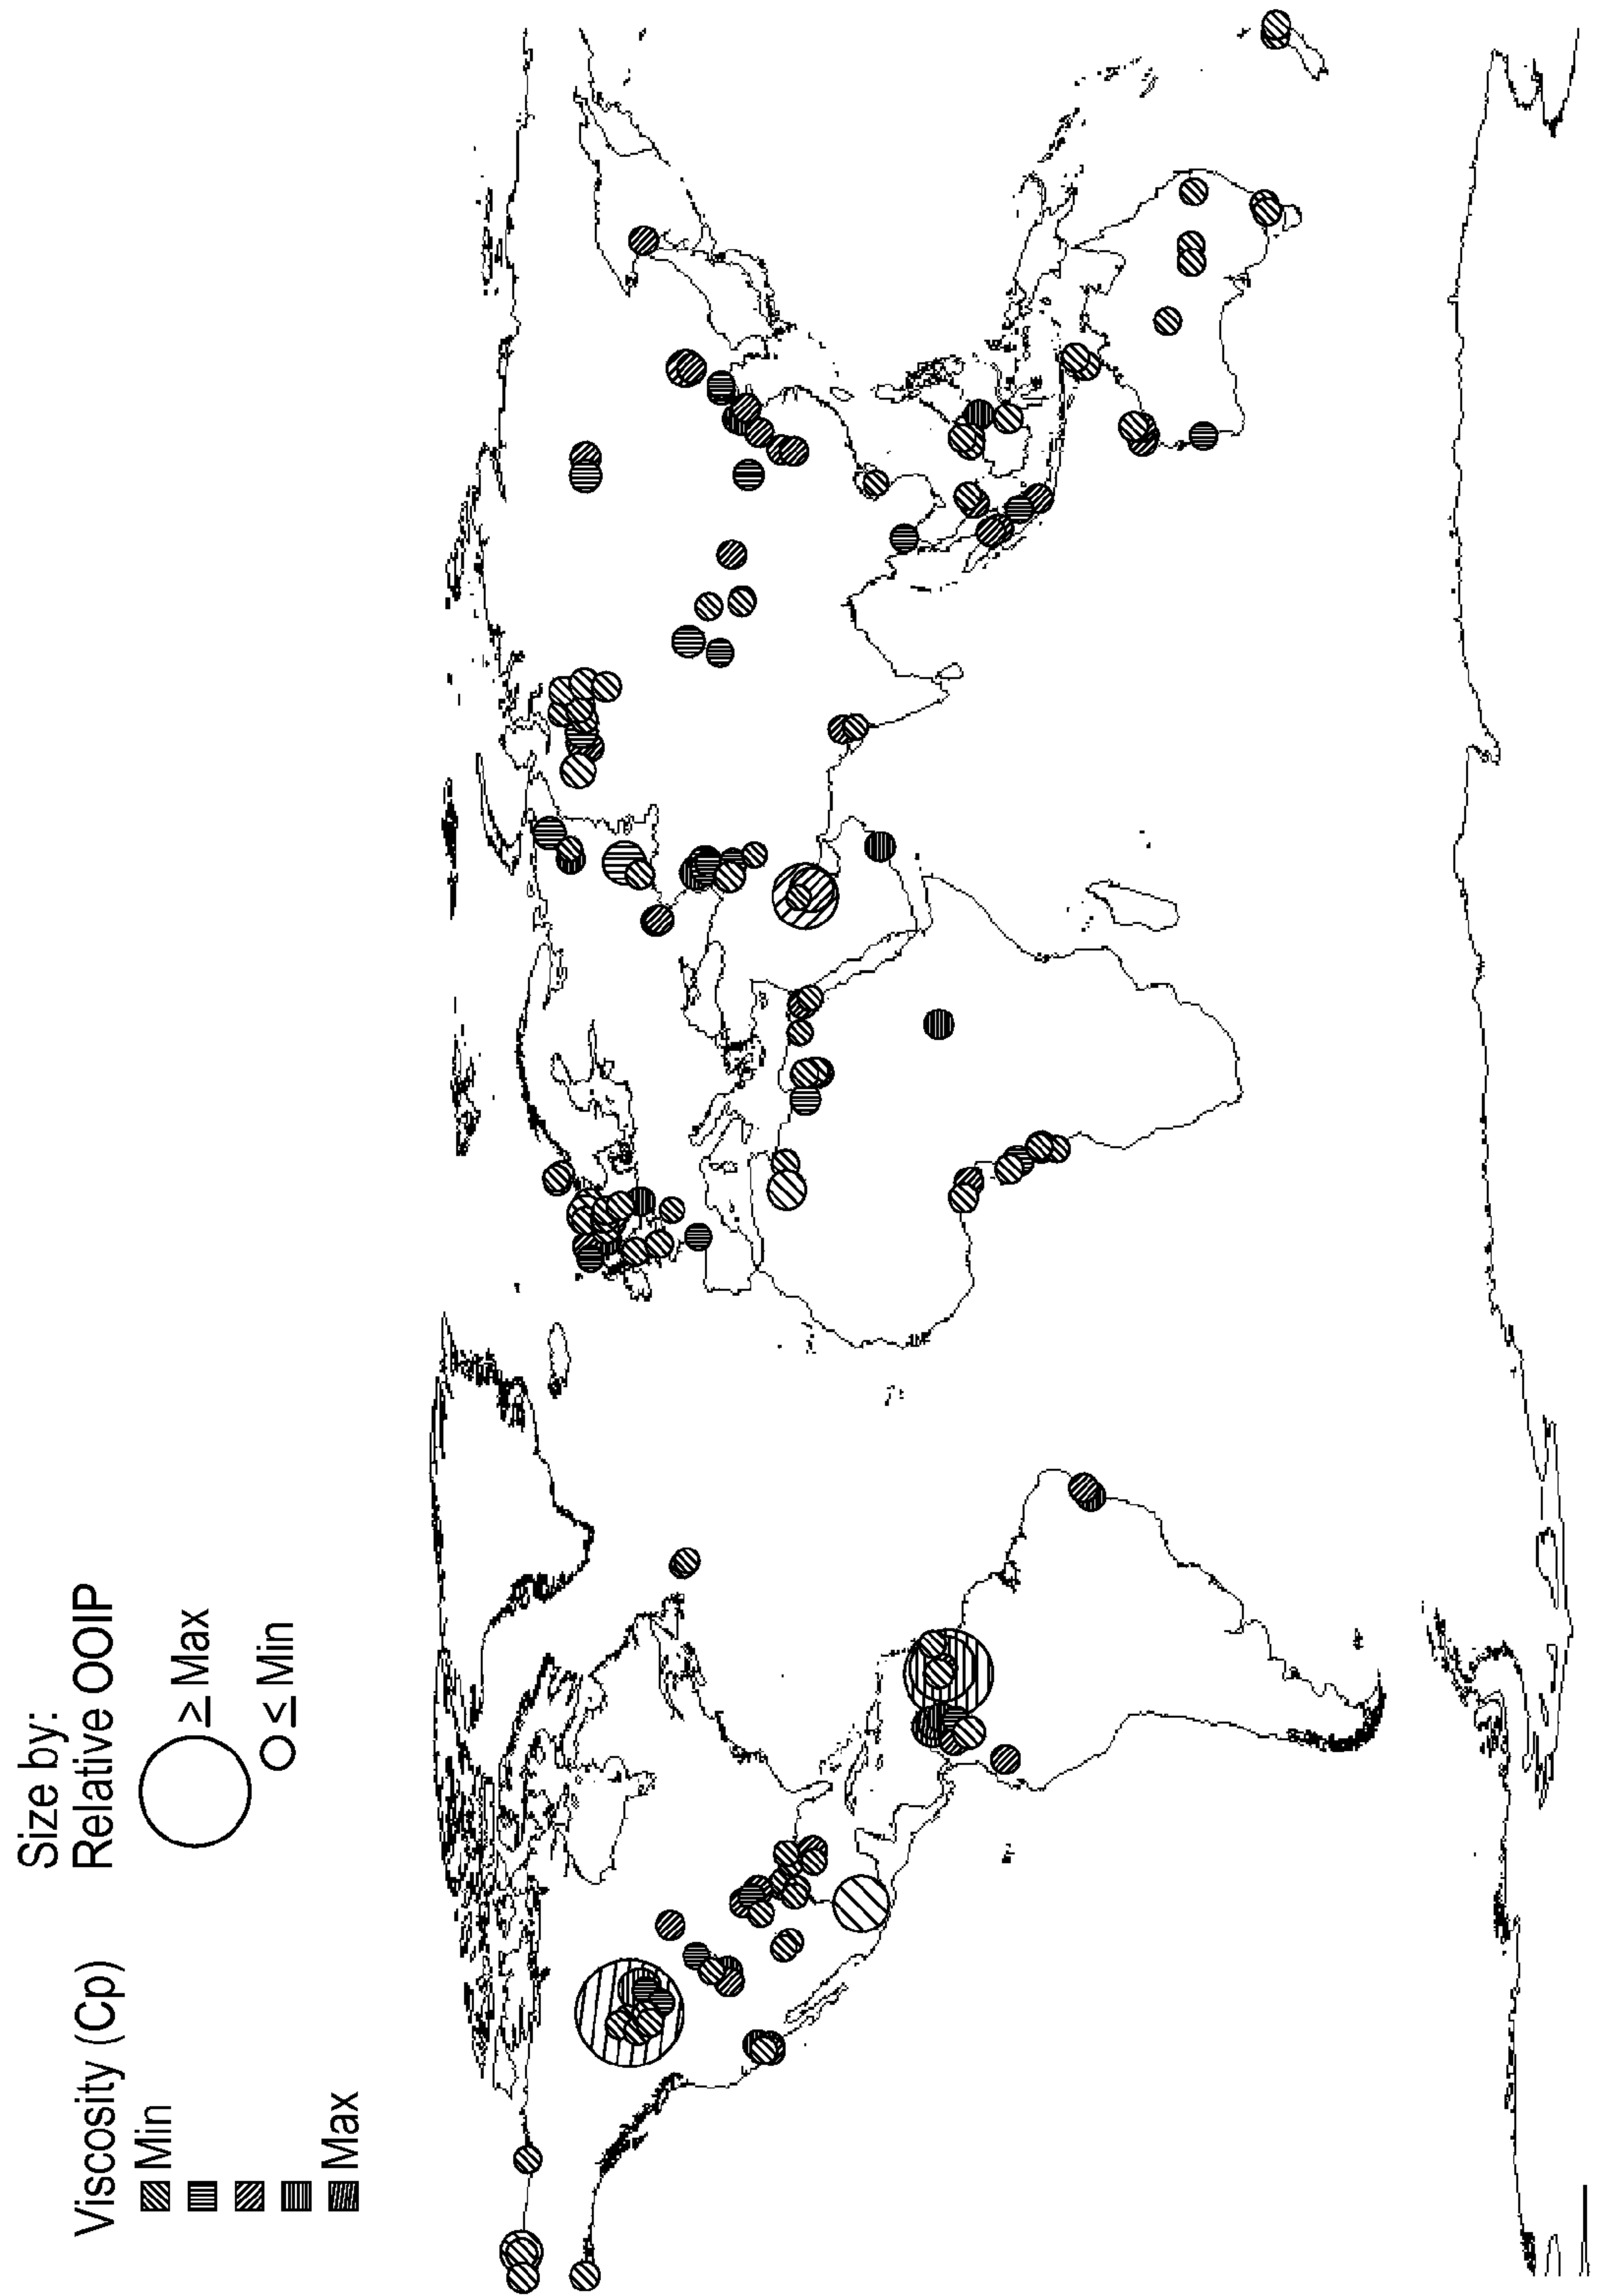 Viscosity (Cp)
Min
Max
Size by:
Relative OOIP
≥ Max
≤ Min